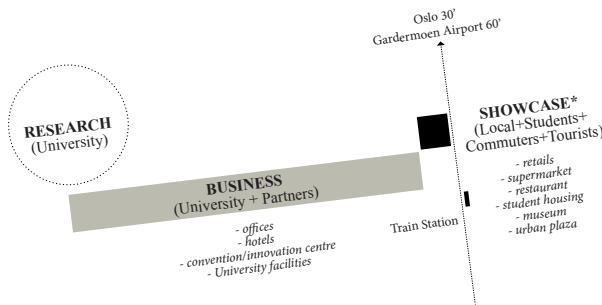 Oslo 30’
Gardermoen Airport 60’
RESEARCH
(University)
SHOWCASE*
(Local+Students+
Commuters+Tourists)
- retails
- supermarket
- restaurant
- student housing
- museum
- urban plaza
BUSINESS
(University + Partners)
- offices
- hotels
- convention/innovation centre
- University facilities
Train Station